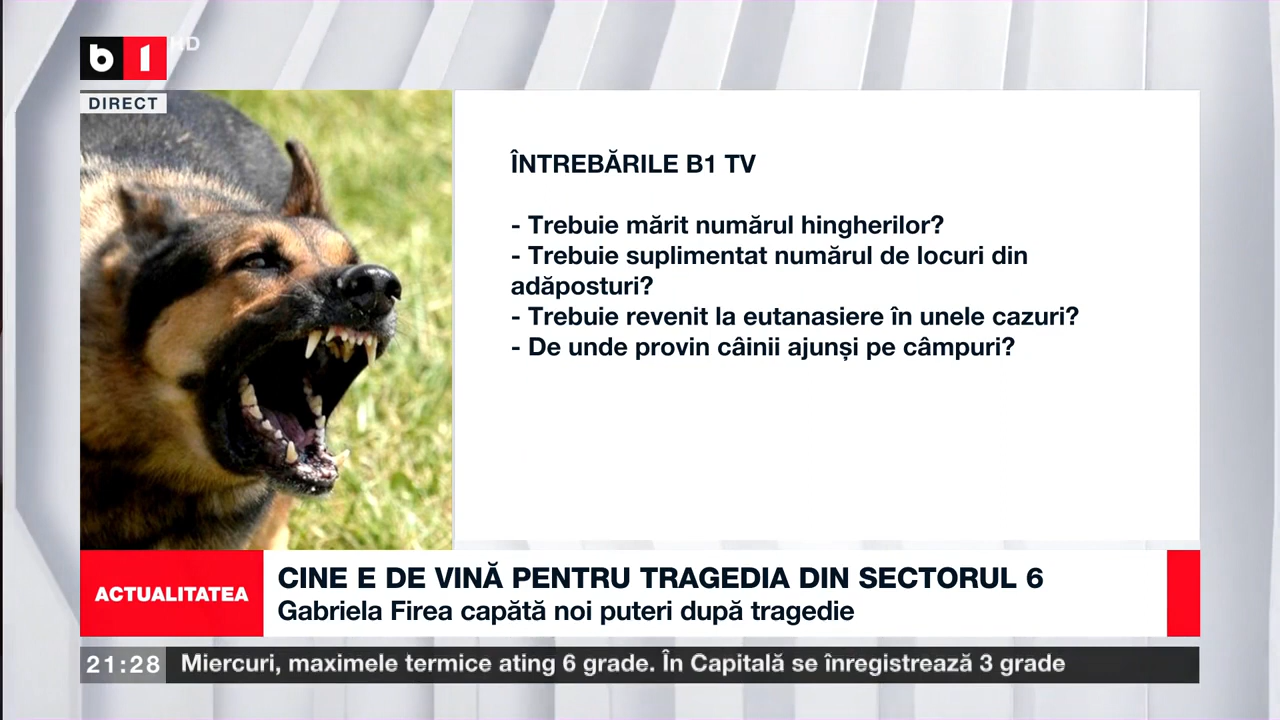 b1 HD
DIRECT
ÎNTREBĂRILE B1 TV
- Trebuie mărit numărul hingherilor?
- Trebuie suplimentat numărul de locuri din
adăposturi?
- Trebuie revenit la eutanasiere în unele cazuri?
- De unde provin câinii ajunși pe câmpuri?
ACTUALITATEA
CINE E DE VINĂ PENTRU TRAGEDIA DIN SECTORUL 6
Gabriela Firea capătă noi puteri după tragedie
21:28 Miercuri, maximele termice ating 6 grade. În Capitală se înregistrează 3 grade